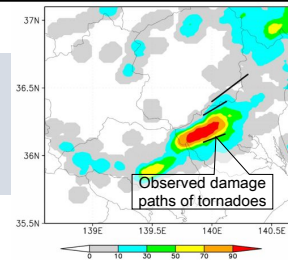 37N
36.5N
36N
35.5N
Observed damage
paths of tornadoes
139E 139.5E 140E 140.5E
0 10 30 50 70 90